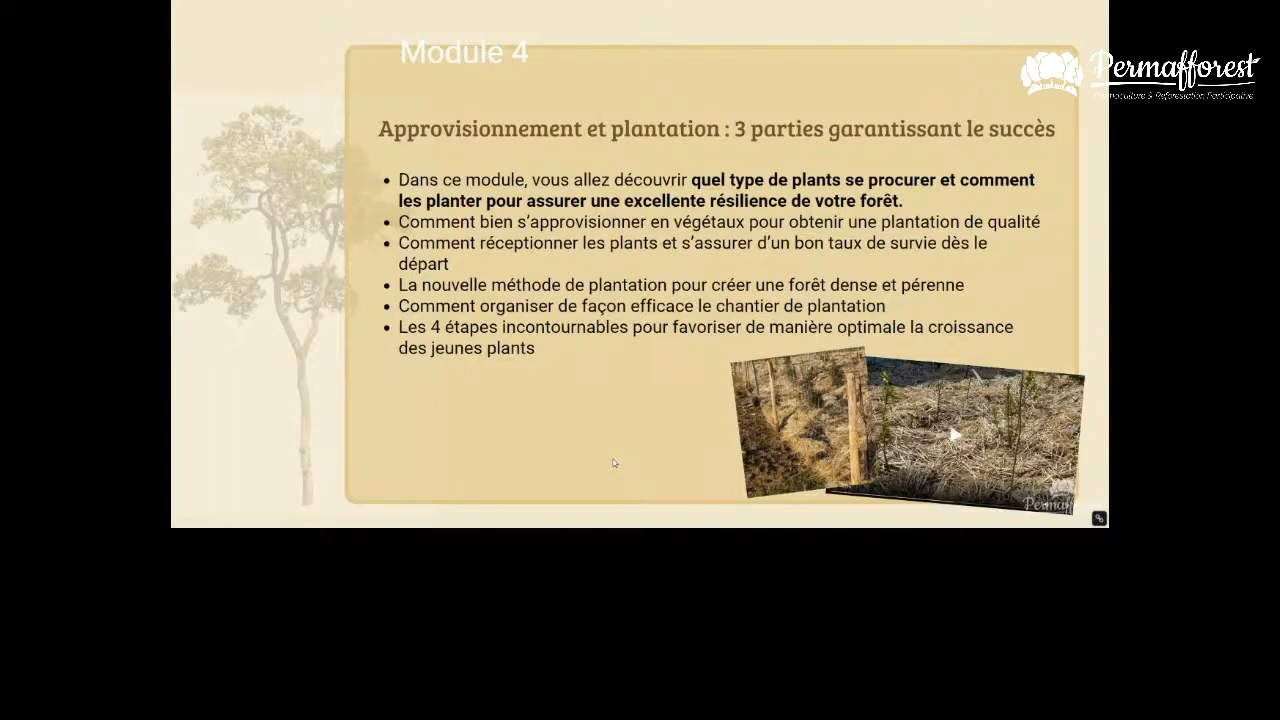 Module 4
Permafforest
Permaculture & Reforestation Participative
Approvisionnement et plantation : 3 parties garantissant le succès
• Dans ce module, vous allez découvrir quel type de plants se procurer et comment
les planter pour assurer une excellente résilience de votre forêt.
• Comment bien s’approvisionner en végétaux pour obtenir une plantation de qualité
• Comment réceptionner les plants et s’assurer d’un bon taux de survie dès le
départ
• La nouvelle méthode de plantation pour créer une forêt dense et pérenne
• Comment organiser de façon efficace le chantier de plantation
• Les 4 étapes incontournables pour favoriser de manière optimale la croissance
des jeunes plants